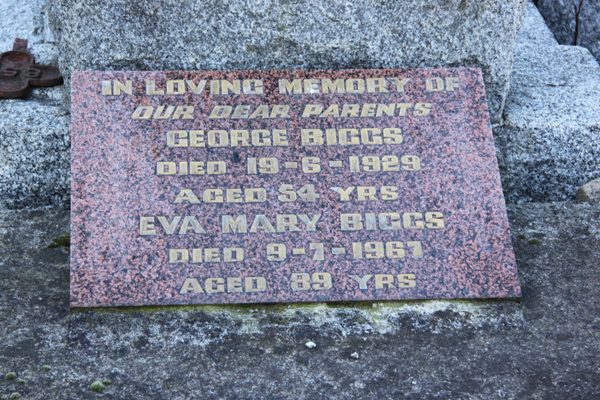 IN LOVING MEMORY OF
OUR DEAR PARENTS
GEORGE BIGGS
DIED 19-6-1929
AGED 54 YRS
EVA MARY BIGGS
DIED 9-7-1967
AGED 89 YRS